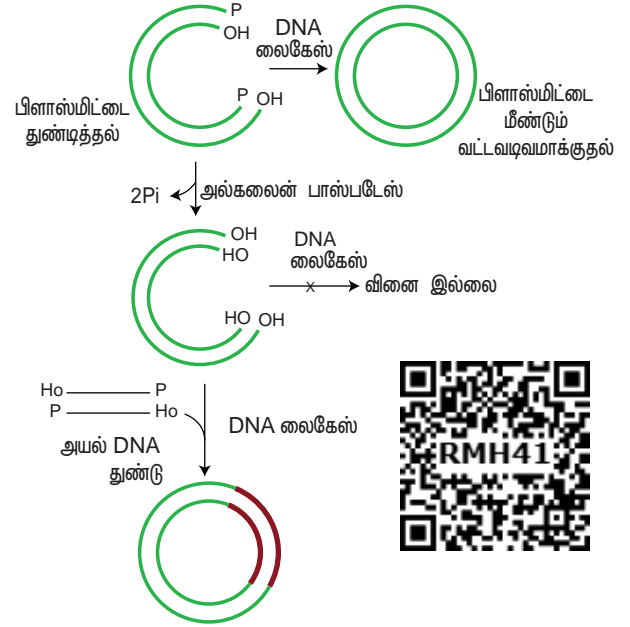 P
OH
P
OH
DNA
லைகேஸ்
பிளாஸ்மிட்டை
துண்டித்தல்
பிளாஸ்மிட்டை
மீண்டும்
வட்டவடிவமாக்குதல்
2Pi
அல்கலைன் பாஸ்படேஸ்
OH
HO
HO
OH
DNA
லைகேஸ்
x
வினை இல்லை
Ho
P
P
Ho
அயல் DNA
துண்டு
DNA லைகேஸ்
RMH41